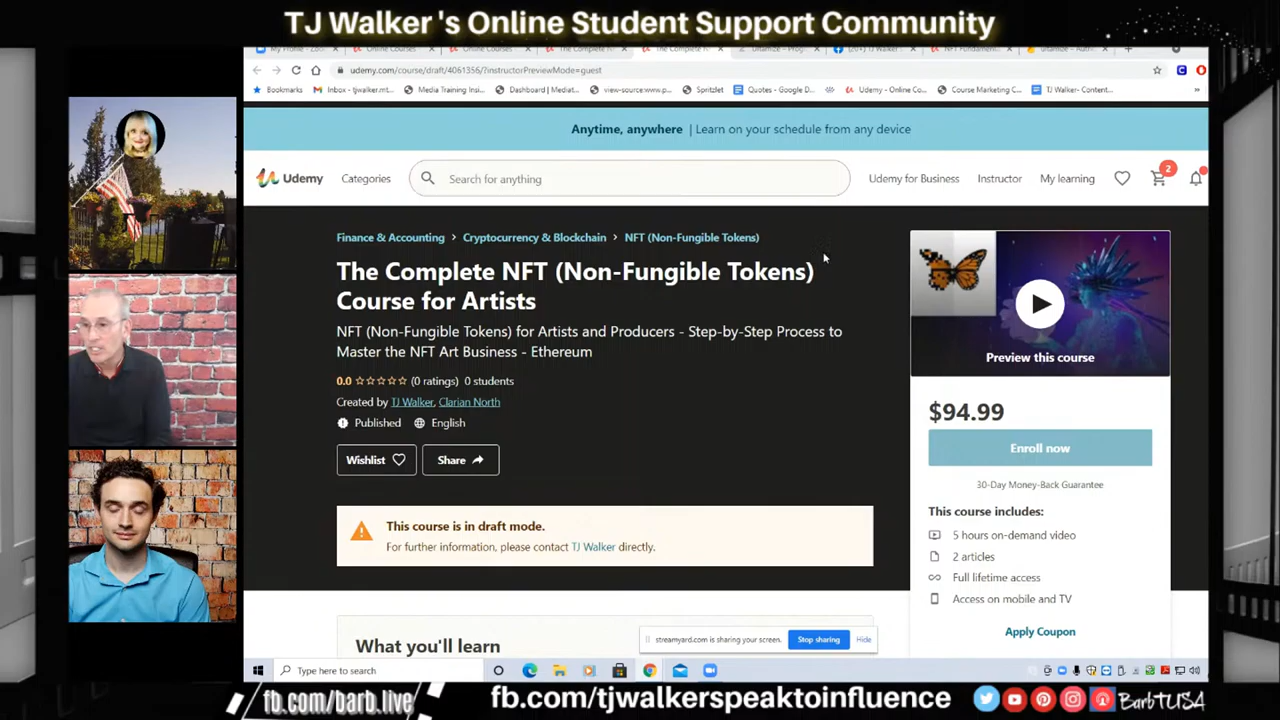 TJ Walker's Online Student Support Community
udemy.com/course/draft/4061356/?instructorPreviewMode=guest
Bookmarks
Inbox - tjwalker.mt...
Media Training Insi...
Dashboard | Mediat...
view-source:www.p...
Spritzlet
Quotes - Google D...
Udemy - Online Co...
Course Marketing C...
TJ Walker- Content...
Anytime, anywhere | Learn on your schedule from any device
Udemy
Categories
Search for anything
Udemy for Business
Instructor
My learning
2
Finance & Accounting > Cryptocurrency & Blockchain > NFT (Non-Fungible Tokens)
The Complete NFT (Non-Fungible Tokens)
Course for Artists
NFT (Non-Fungible Tokens) for Artists and Producers - Step-by-Step Process to
Master the NFT Art Business - Ethereum
0.0 (0 ratings) 0 students
Created by TJ Walker, Clarian North
Published English
Wishlist
Share
This course is in draft mode.
For further information, please contact TJ Walker directly.
What you'll learn
Preview this course
$94.99
Enroll now
30-Day Money-Back Guarantee
This course includes:
5 hours on-demand video
2 articles
Full lifetime access
Access on mobile and TV
Apply Coupon
streamyard.com is sharing your screen.
Stop sharing
Hide
Type here to search
fb.com/barb.live
fb.com/tjwalkerspeaktoinfluence
BarbTUSA